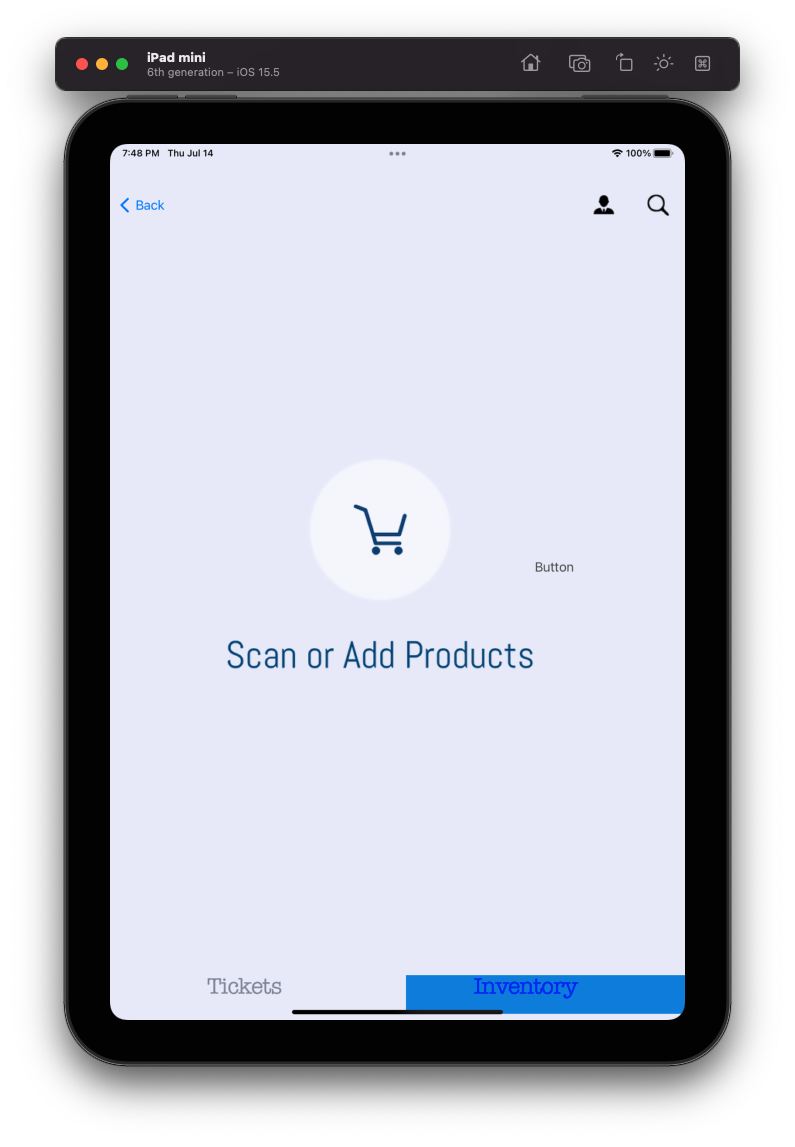 iPad mini
6th generation – iOS 15.5
7:48 PM Thu Jul 14
100%
Back
Button
Scan or Add Products
Tickets
Inventory